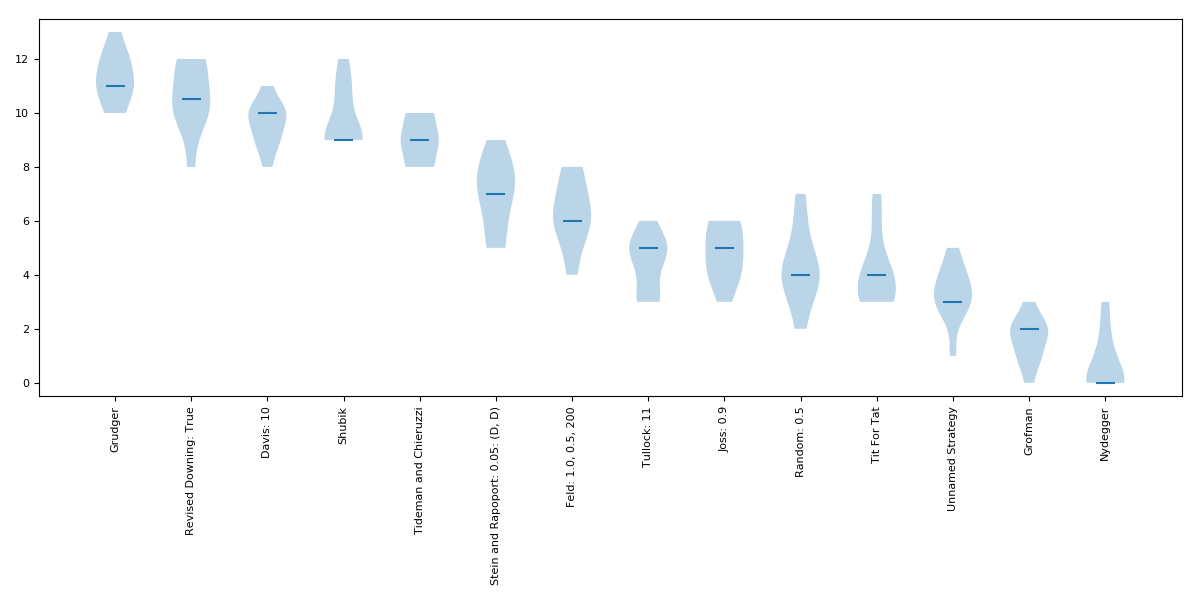 12
10
8
6
4
2
0
Grudger
Revised Downing: True
Davis: 10
Shubik
Tideman and Chieruzzi
Stein and Rapoport: 0.05: (D, D)
Feld: 1.0, 0.5, 200
Tullock: 11
Joss: 0.9
Random: 0.5
Tit For Tat
Unnamed Strategy
Grofman
Nydegger